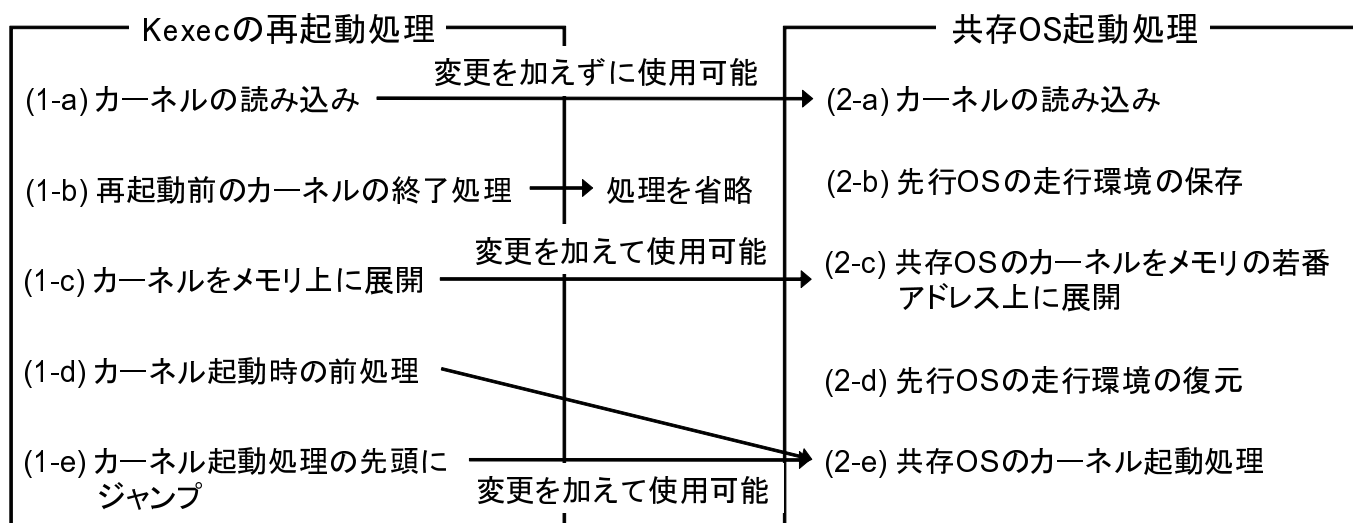 Kexecの再起動処理
共存OS起動処理
変更を加えずに使用可能
(1-a) カーネルの読み込み
(2-a) カーネルの読み込み
(1-b) 再起動前のカーネルの終了処理
処理を省略
(2-b) 先行OSの走行環境の保存
変更を加えて使用可能
(1-c) カーネルをメモリ上に展開
(2-c) 共存OSのカーネルをメモリの若番
アドレス上に展開
(1-d) カーネル起動時の前処理
(2-d) 先行OSの走行環境の復元
(1-e) カーネル起動処理の先頭に
ジャンプ
(2-e) 共存OSのカーネル起動処理
変更を加えて使用可能